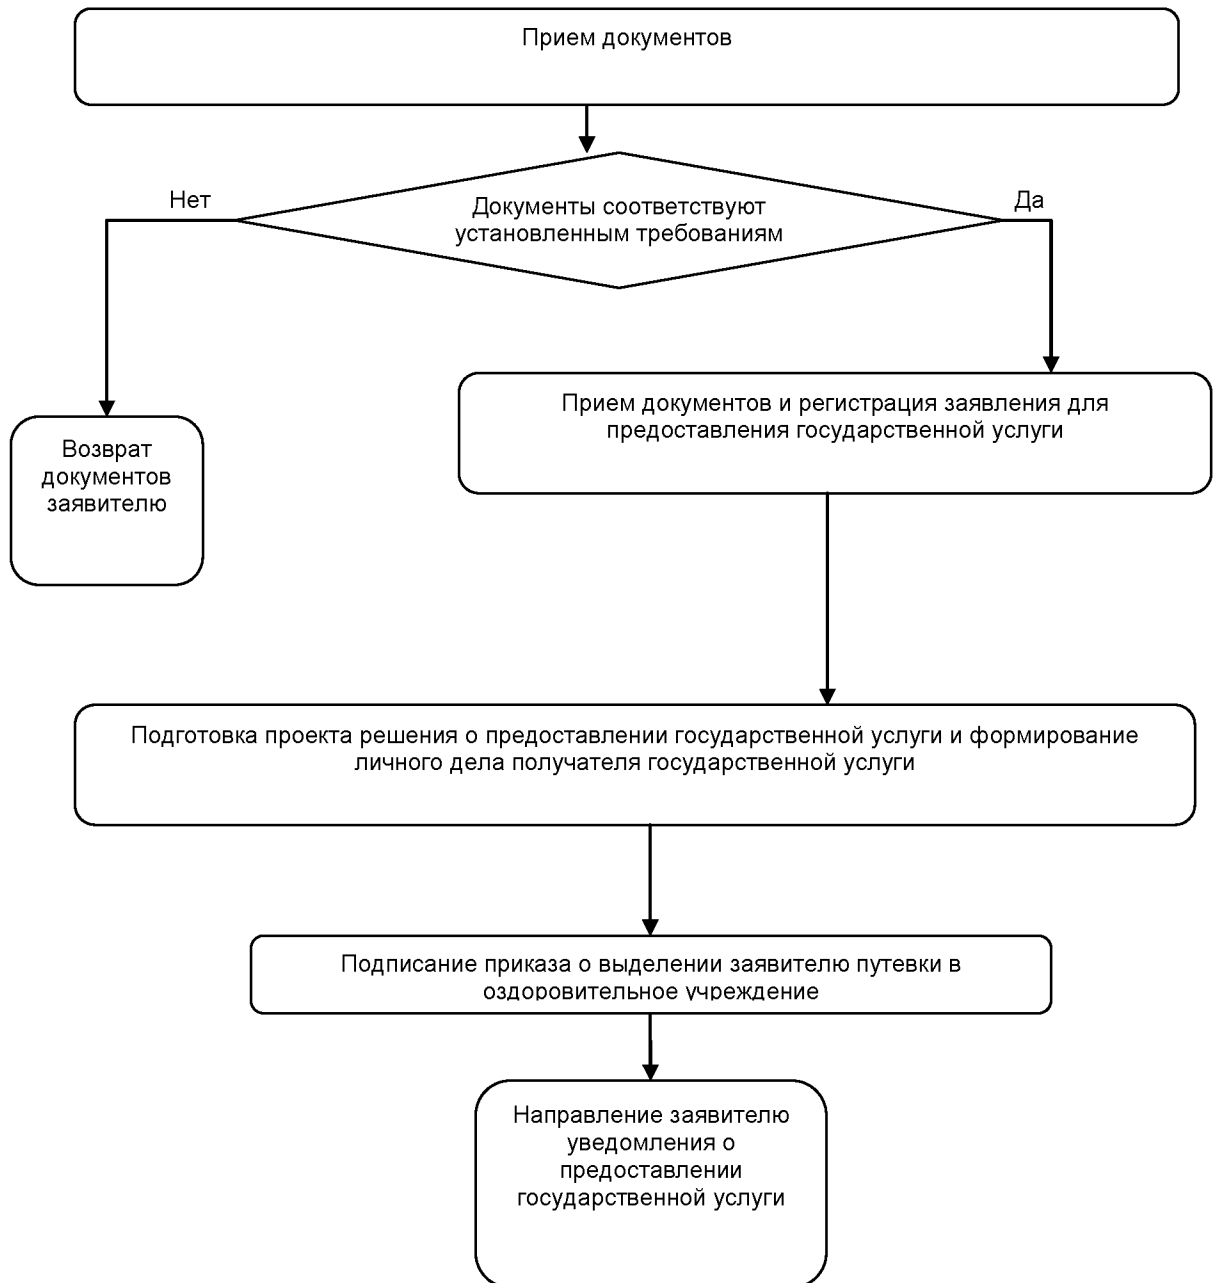 Прием документов
Нет
Да
Документы соответствуют
установленным требованиям
Прием документов и регистрация заявления для
предоставления государственной услуги
Возврат
документов
заявителю
Подготовка проекта решения о предоставлении государственной услуги и формирование
личного дела получателя государственной услуги
Подписание приказа о выделении заявителю путевки в
оздоровительное учреждение
Направление заявителю
уведомления о
предоставлении
государственной услуги